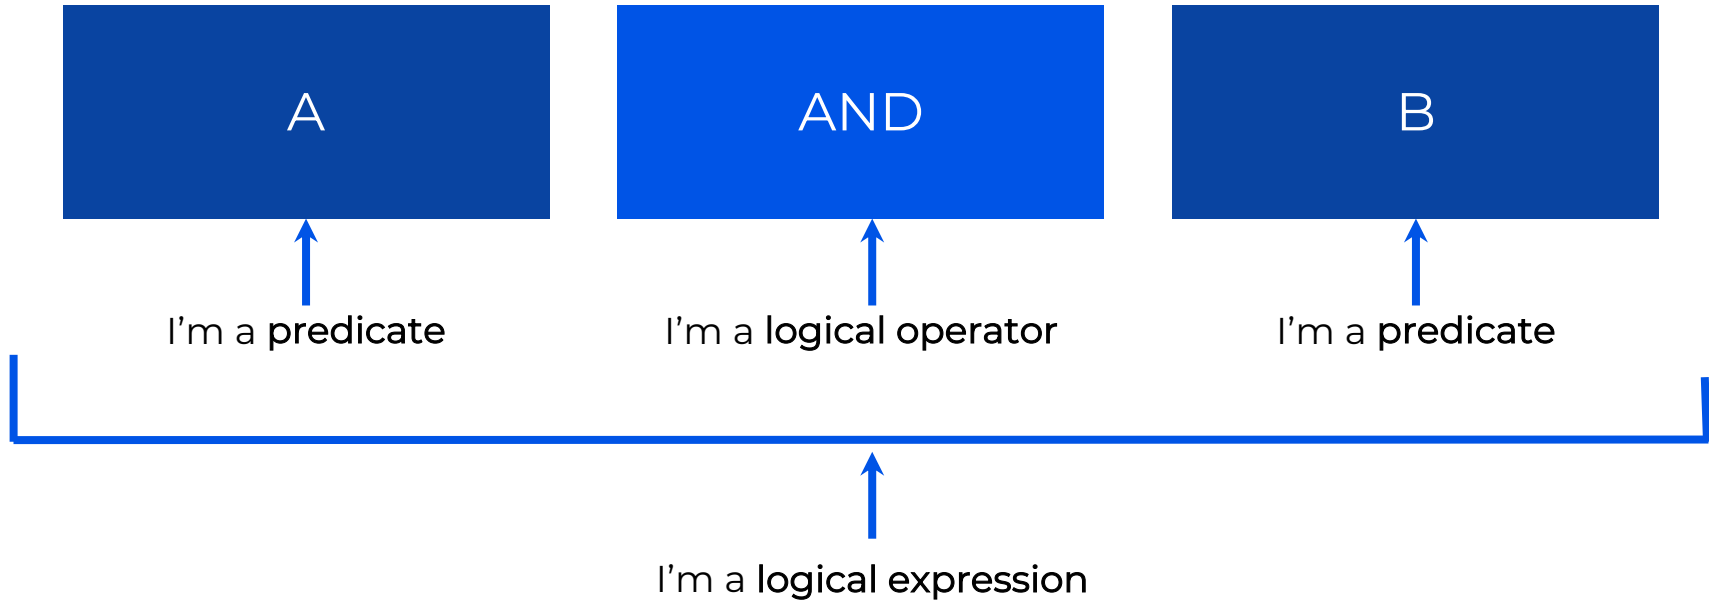 A
AND
B
I’m a predicate
I’m a logical operator
I’m a predicate
I’m a logical expression